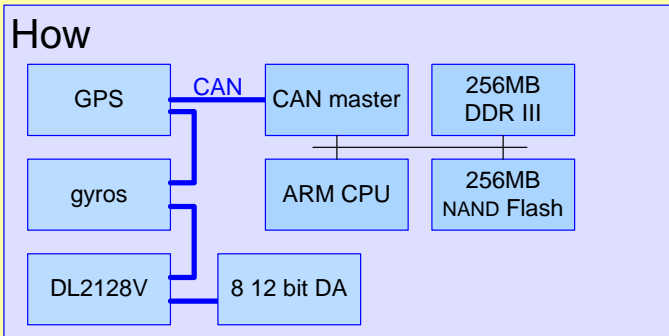 How
GPS
CAN
CAN master
256MB
DDR III
gyros
ARM CPU
256MB
NAND Flash
DL2128V
8 12 bit DA